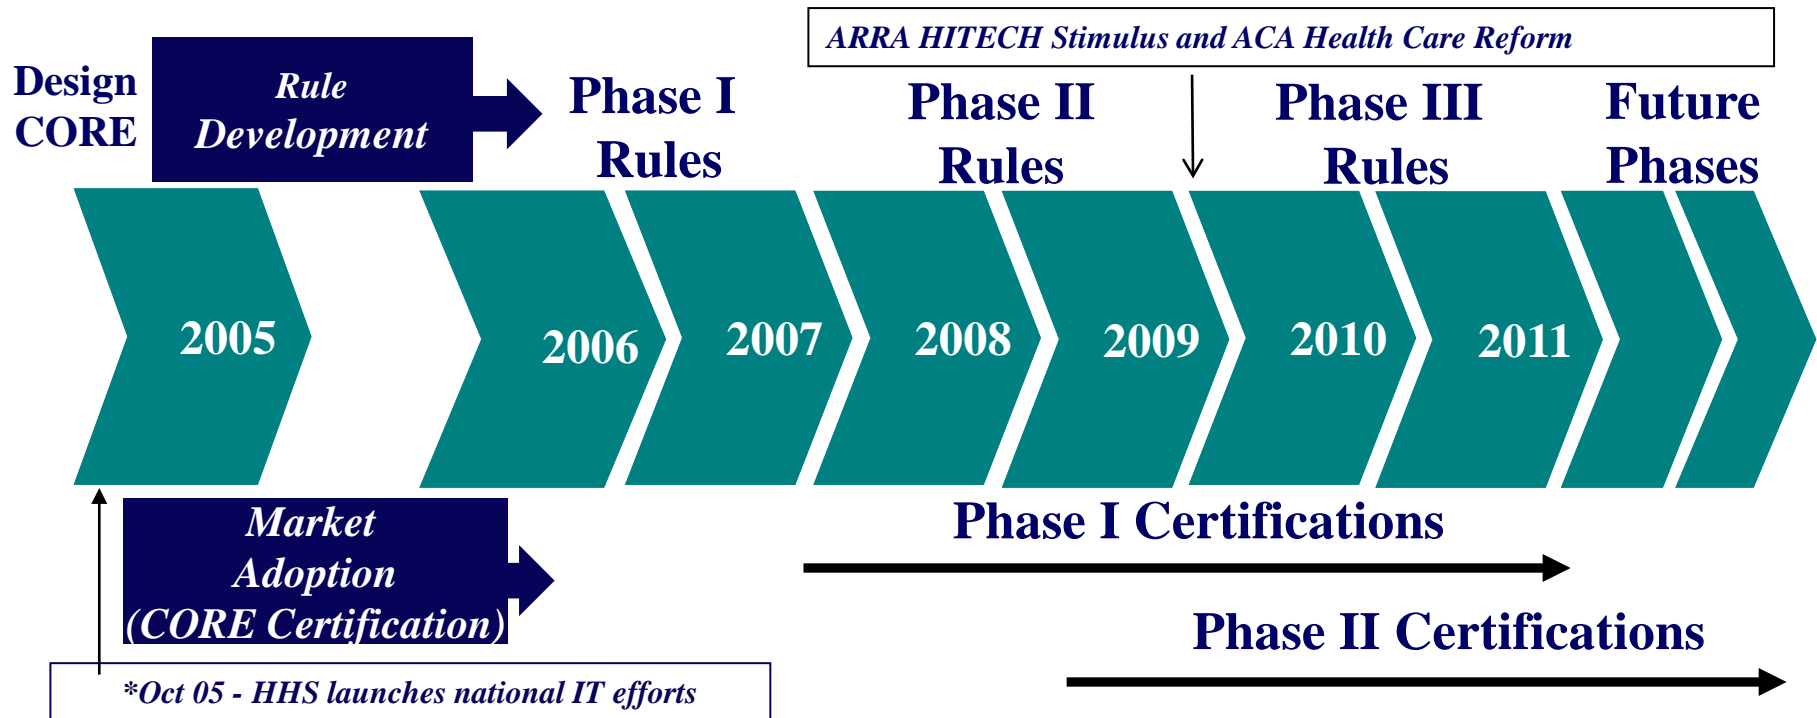 ARRA HITECH Stimulus and ACA Health Care Reform
Design
CORE
Rule
Development
Phase I
Rules
Phase II
Rules
Phase III
Rules
Future
Phases
2005
2006
2007
2008
2009
2010
2011
Market
Adoption
(CORE Certification)
Phase I Certifications
Phase II Certifications
*Oct 05 - HHS launches national IT efforts